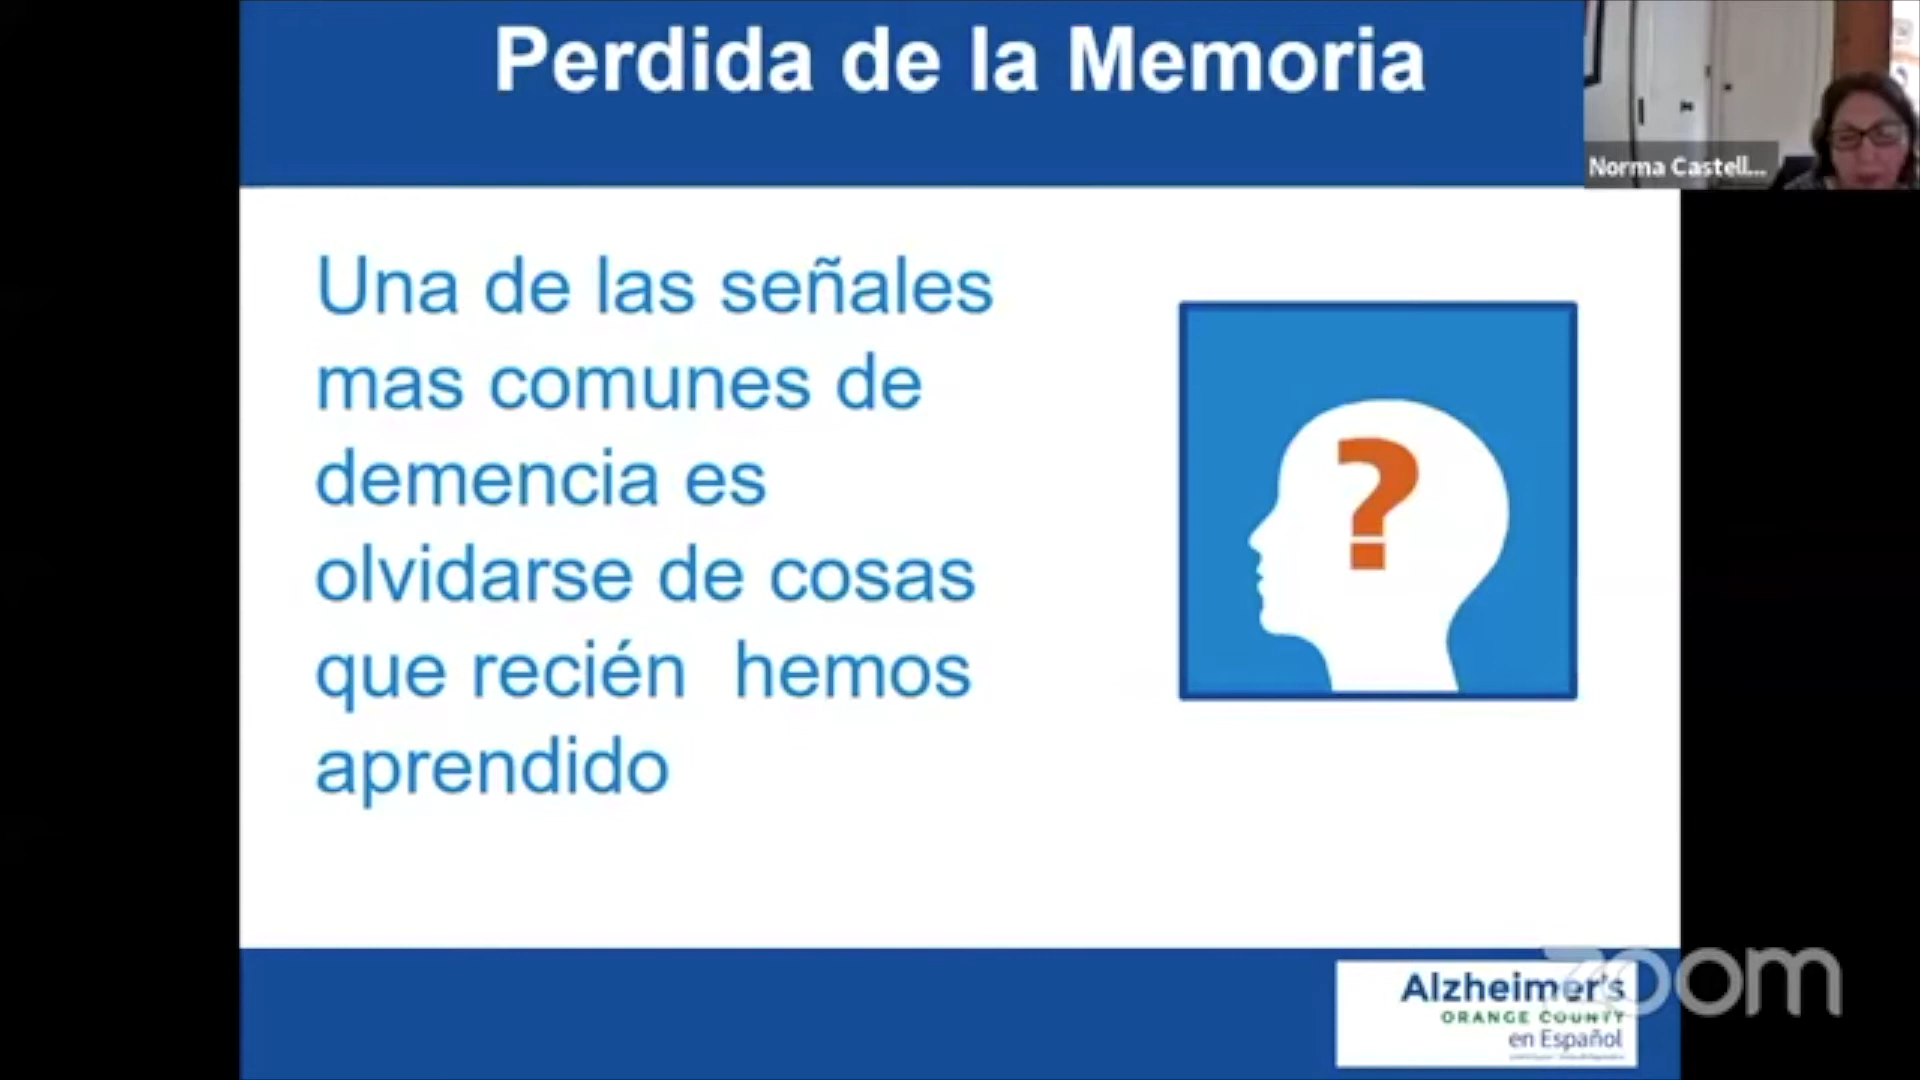 Perdida de la Memoria
Norma Castell...
Una de las señales
mas comunes de
demencia es
olvidarse de cosas
que recién hemos
aprendido
?
Alzheimer's
ORANGE COUNTY
en Español
zoom